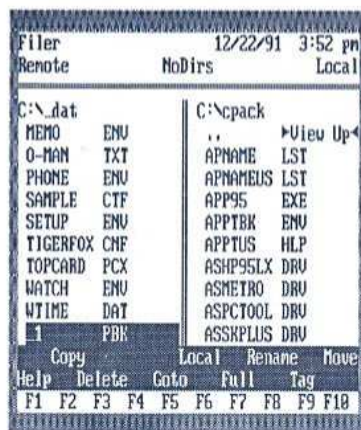 Filer 12/22/91 3:52 pm
Remote NoDirs Local
C:\_dat C:\cpack
MEMO ENV .. ►View Up◄
0-MAN TXT APNAME LST
PHONE ENV APNAMEUS LST
SAMPLE CTF APP95 EXE
SETUP ENV APPTBK ENV
TIGERFOX CNF APPTUS HLP
TOPCARD PCX ASHP95LX DRV
WATCH ENV ASMETRO DRV
WTIME DAT ASPCTOOL DRV
_1 PBK ASSKPLUS DRV
Copy Local Rename Move
Help Delete Goto Full Tag
F1 F2 F3 F4 F5 F6 F7 F8 F9 F10